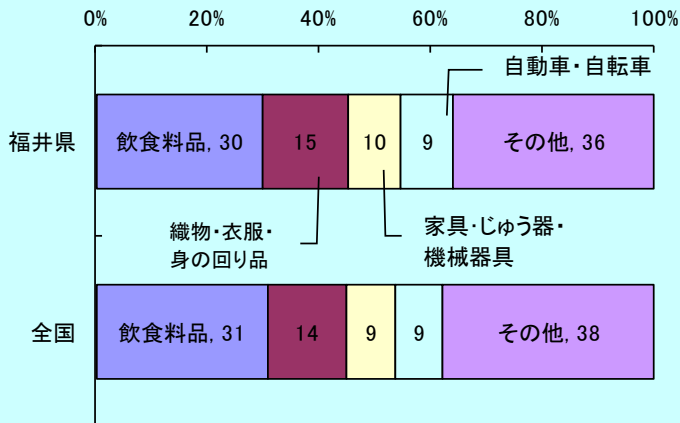 0% 20% 40% 60% 80% 100%
自動車・自転車
福井県 飲食料品, 30 15 10 9 その他, 36
織物・衣服・
身の回り品
家具・じゅう器・
機械器具
全国 飲食料品, 31 14 9 9 その他, 38